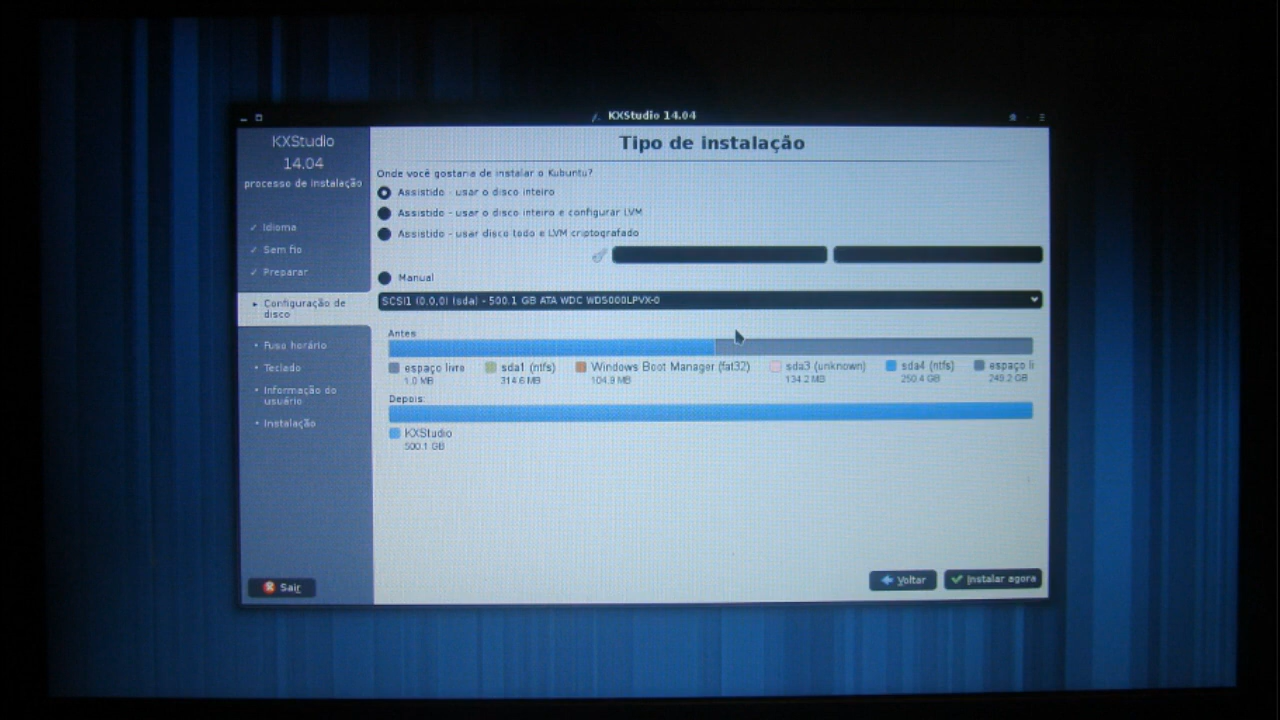 KXStudio 14.04
KXStudio
14.04
processo de instalação
✓ Idioma
✓ Sem fio
✓ Preparar
▸ Configuração de
disco
• Fuso horário
• Teclado
• Informação do
usuário
• Instalação
Sair
Tipo de instalação
Onde você gostaria de instalar o Kubuntu?
Assistido - usar o disco inteiro
Assistido - usar o disco inteiro e configurar LVM
Assistido - usar disco todo e LVM criptografado
Manual
SCSI1 (0,0,0) (sda) - 500.1 GB ATA WDC WD5000LPVX-0
Antes:
espaço livre sda1 (ntfs) Windows Boot Manager (fat32) sda3 (unknown) sda4 (ntfs) espaço li
1.0 MB 314.6 MB 104.9 MB 134.2 MB 250.4 GB 249.2 GB
Depois:
KXStudio
500.1 GB
Voltar Instalar agora